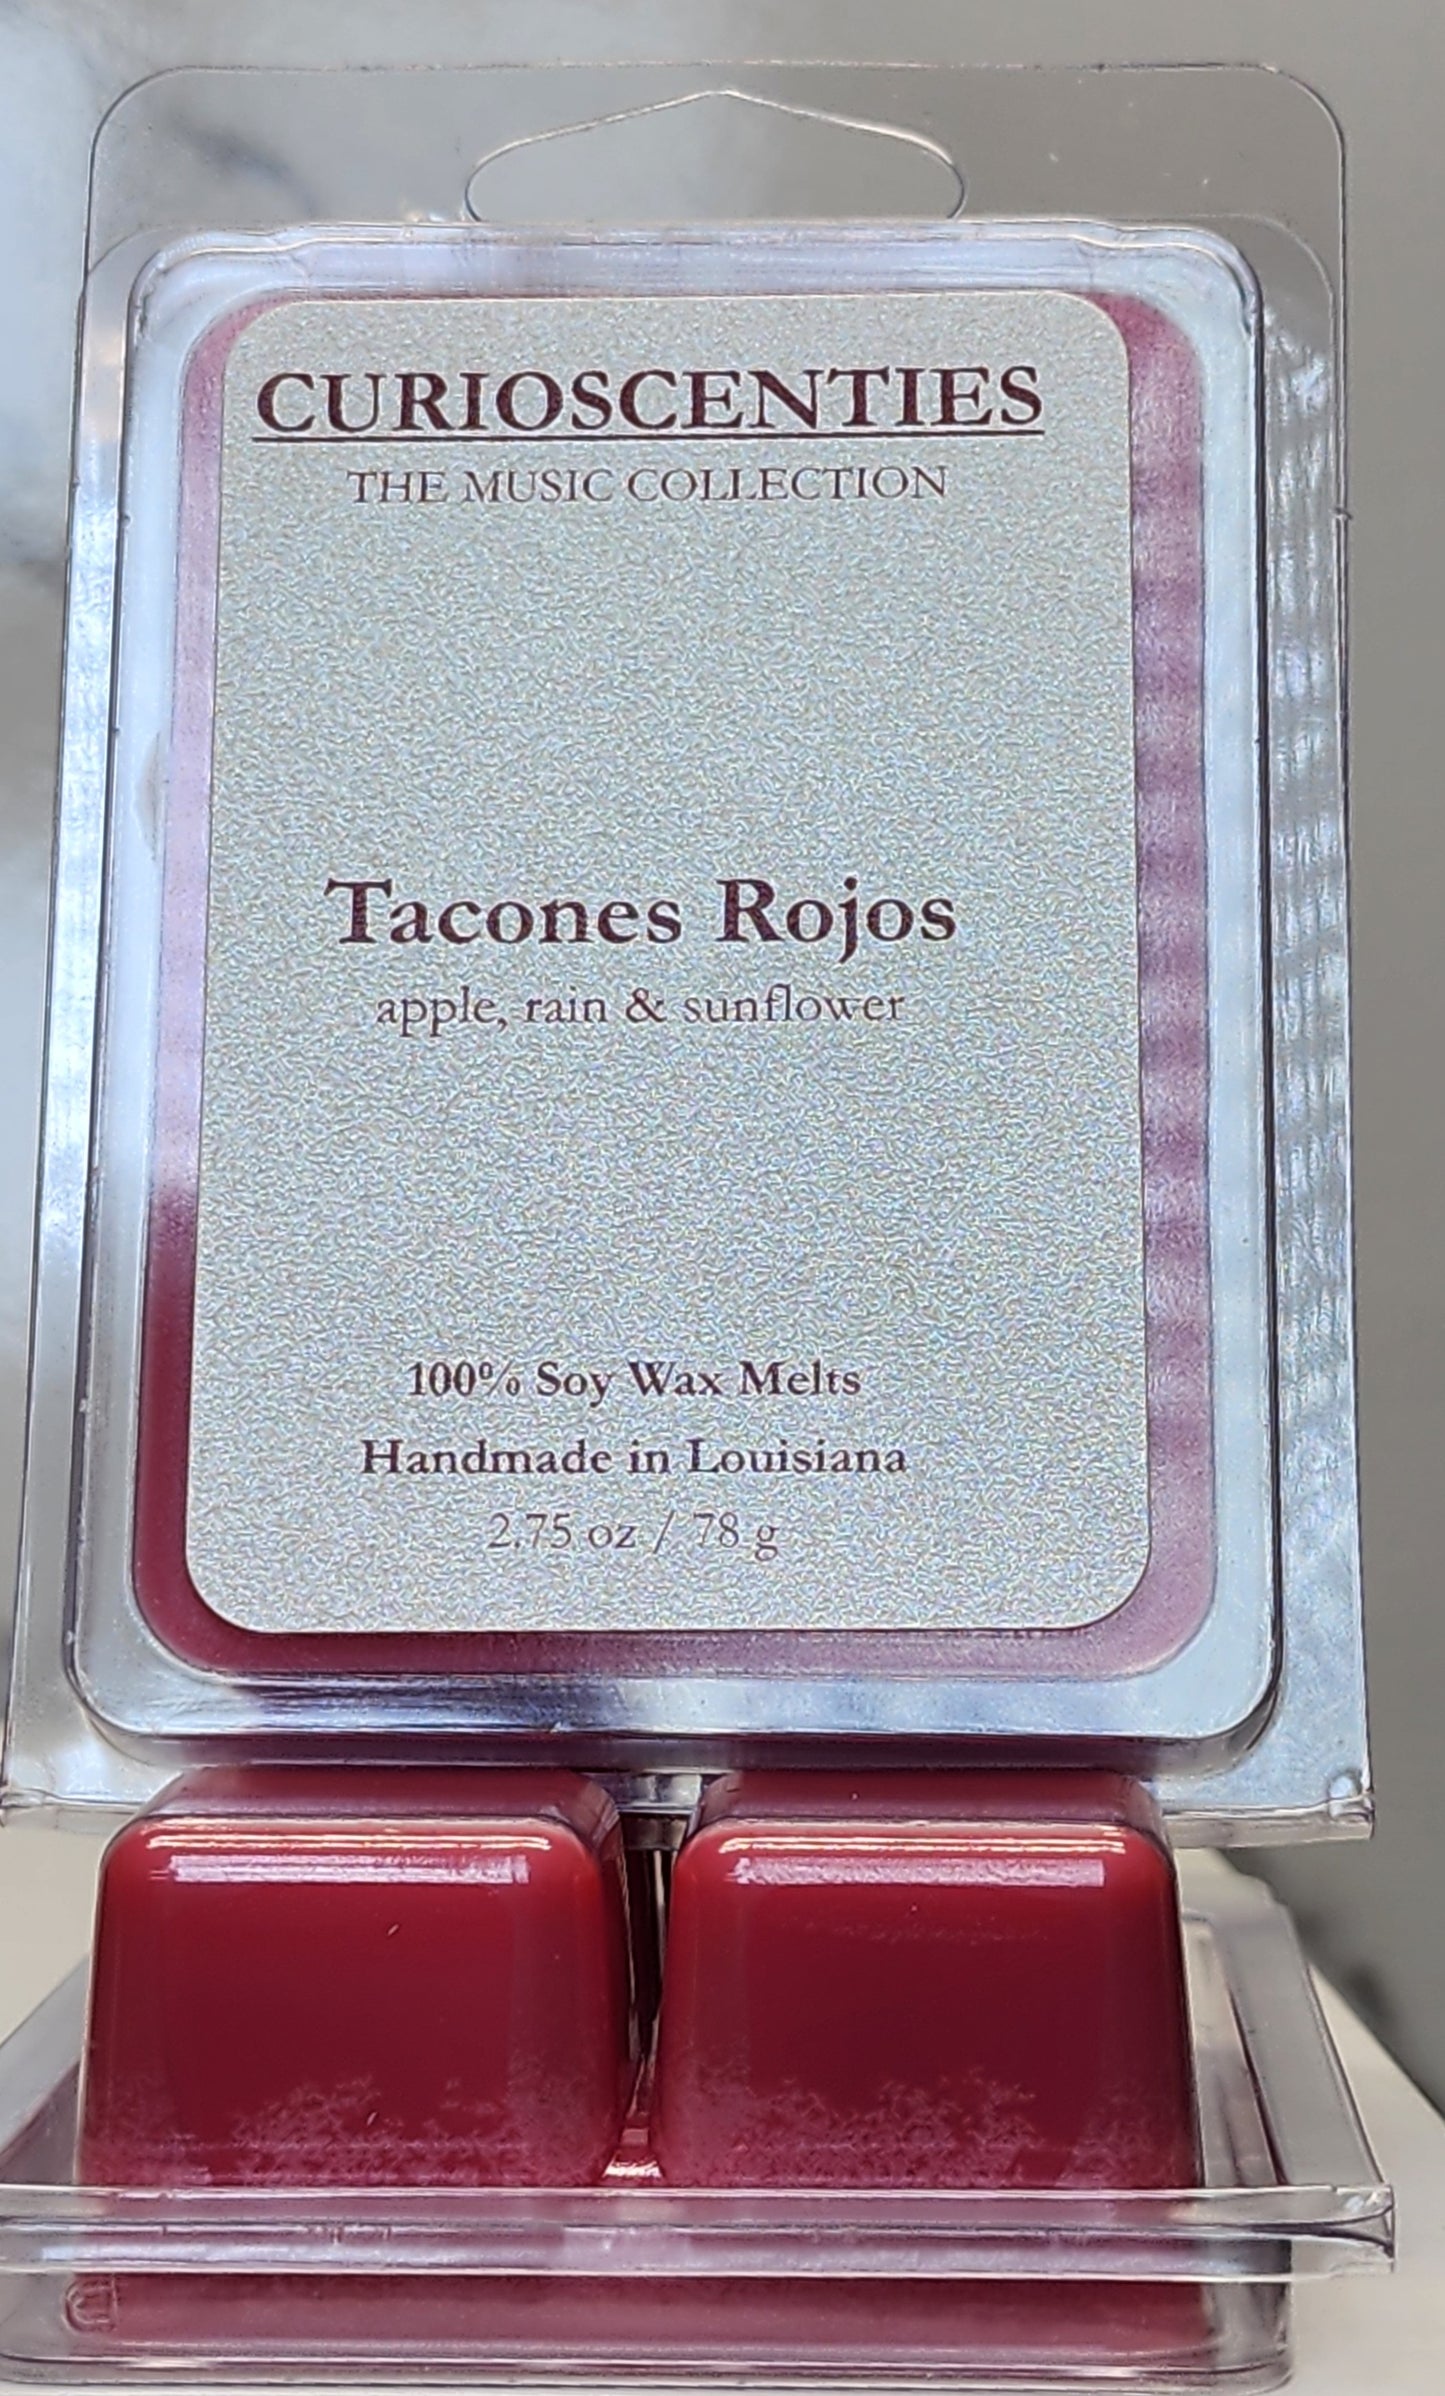 CURIOSCENTIES
THE MUSIC COLLECTION
Tacones Rojos
apple, rain & sunflower
100% Soy Wax Melts
Handmade in Louisiana
2.75 oz / 78 g